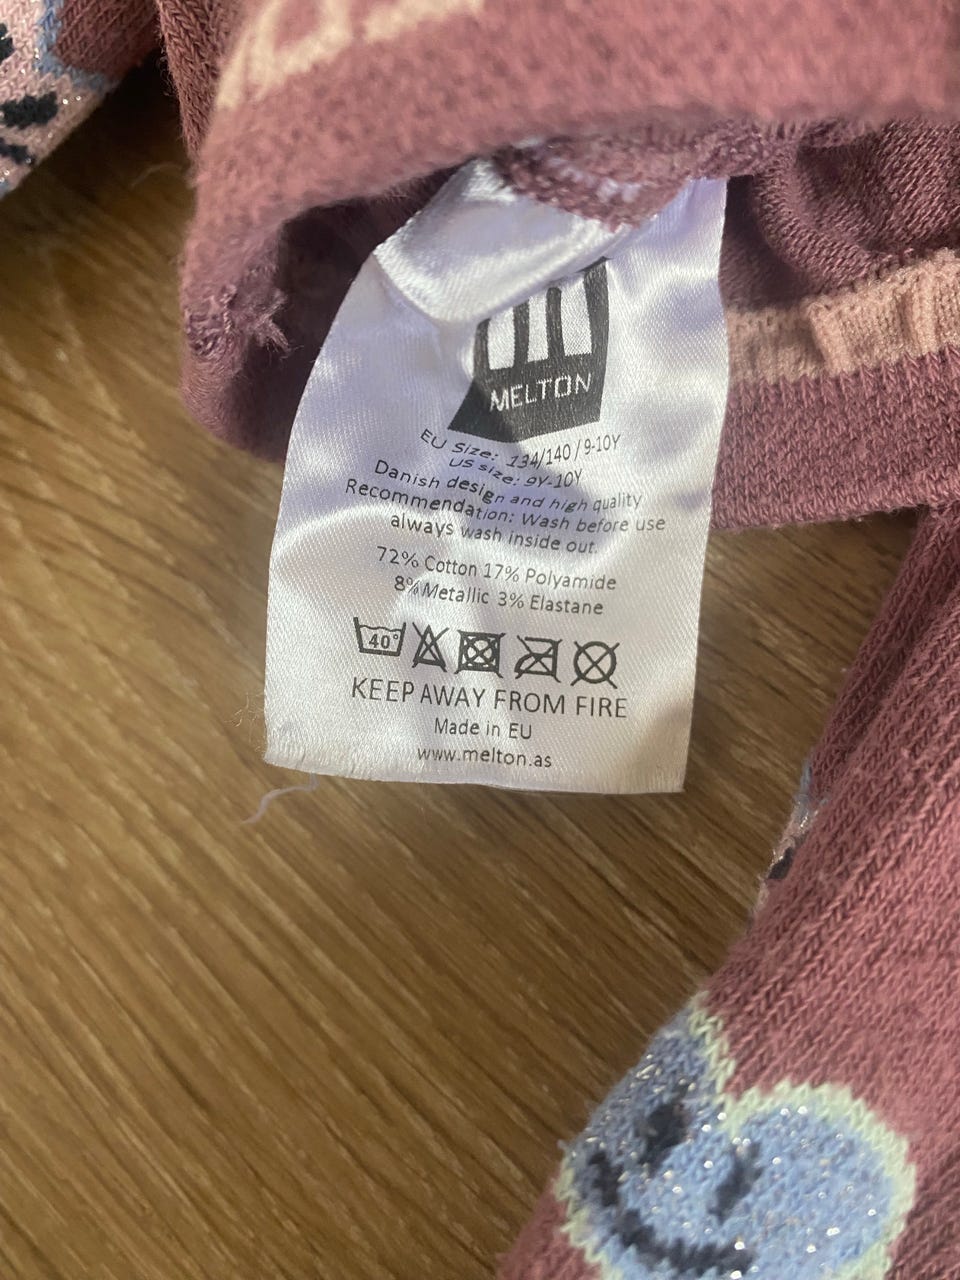 MELTON
EU Size: 134/140 / 9-10Y
US size: 9Y-10Y
Danish design and high quality
Recommendation: Wash before use
always wash inside out.
72% Cotton 17% Polyamide
8% Metallic 3% Elastane
40°
KEEP AWAY FROM FIRE
Made in EU
www.melton.as